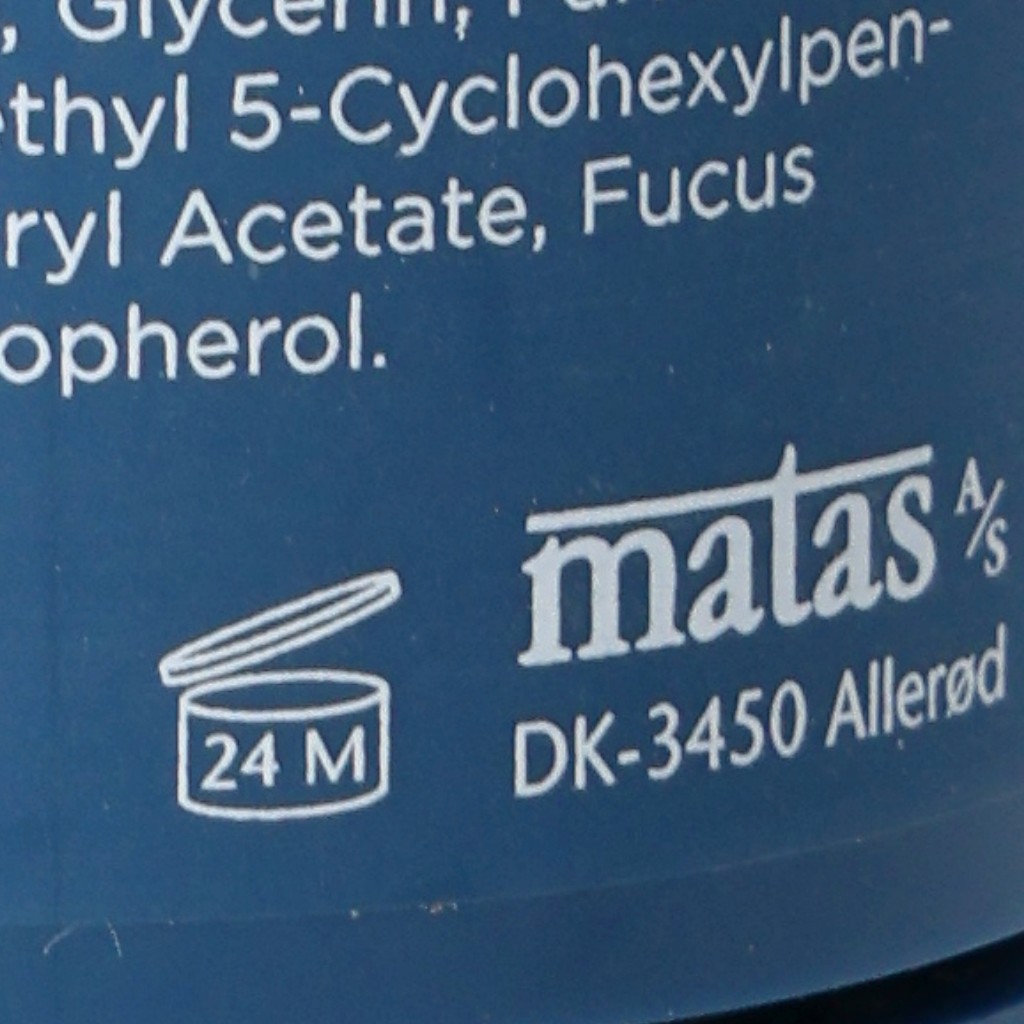 , Glycerin,
ethyl 5-Cyclohexylpen-
ryl Acetate, Fucus
opherol.
matas A/S
24 M
DK-3450 Allerød